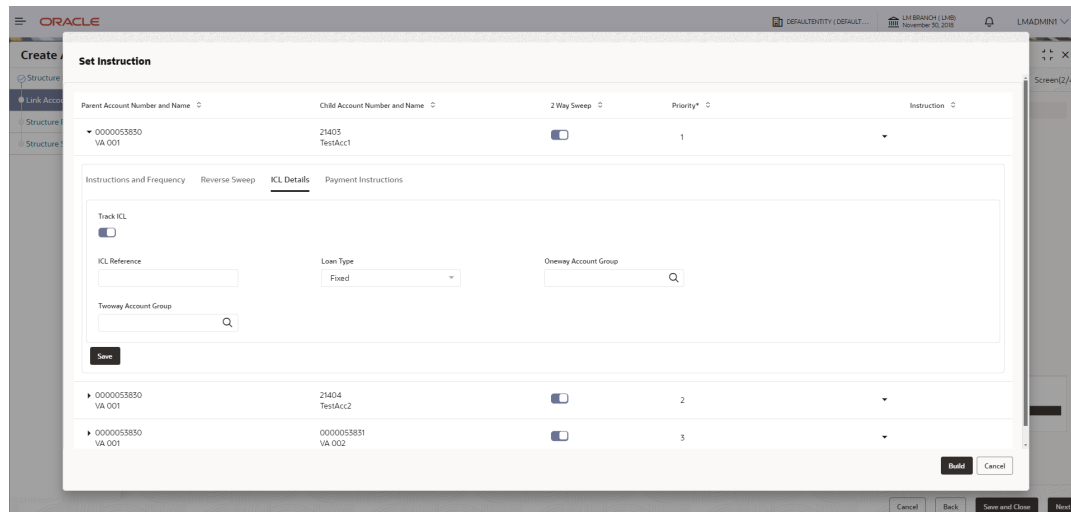 ORACLE
DEFAULTENTITY ( DEFAULT....
LM BRANCH ( LMB)
November 30, 2018
LMADMIN1
Create
Set Instruction
Structure
Screen(2/4
Link Accou
Structure
Structure
Parent Account Number and Name
Child Account Number and Name
2 Way Sweep
Priority*
Instruction
0000053830
VA 001
21403
TestAcc1
1
Instructions and Frequency
Reverse Sweep
ICL Details
Payment Instructions
Track ICL
ICL Reference
Loan Type
Oneway Account Group
Fixed
Twoway Account Group
Save
0000053830
VA 001
21404
TestAcc2
2
0000053830
VA 001
0000053831
VA 002
3
Build
Cancel
Cancel
Back
Save and Close
Next